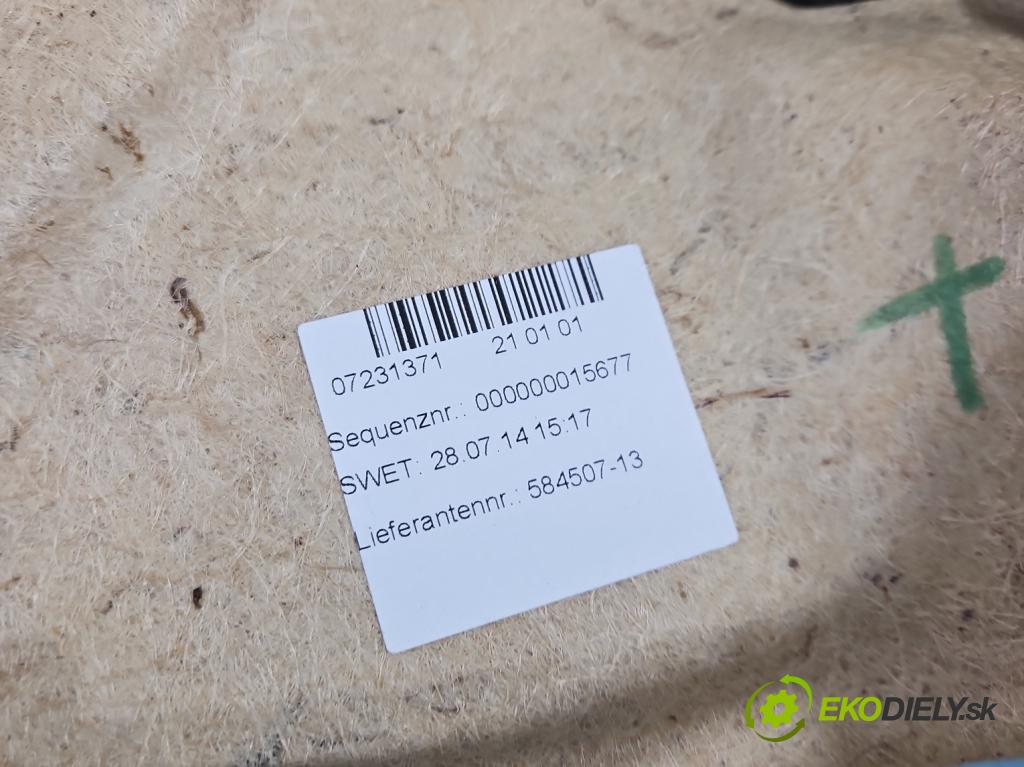 07231371 21 01 01
Sequenznr.: 000000015677
SWET: 28.07.14 15:17
Lieferantennr.: 584507-13
EKODIELY.sk